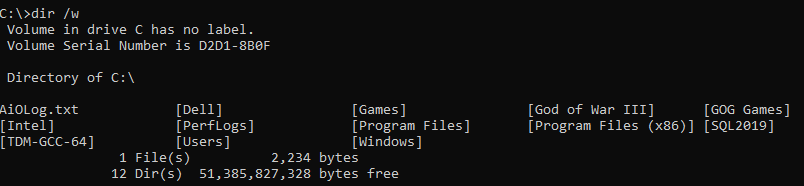 C:\>dir /w
Volume in drive C has no label.
Volume Serial Number is D2D1-8B0F
Directory of C:\
AiOLog.txt [Dell] [Games] [God of War III] [GOG Games]
[Intel] [PerfLogs] [Program Files] [Program Files (x86)] [SQL2019]
[TDM-GCC-64] [Users] [Windows]
1 File(s) 2,234 bytes
12 Dir(s) 51,385,827,328 bytes free